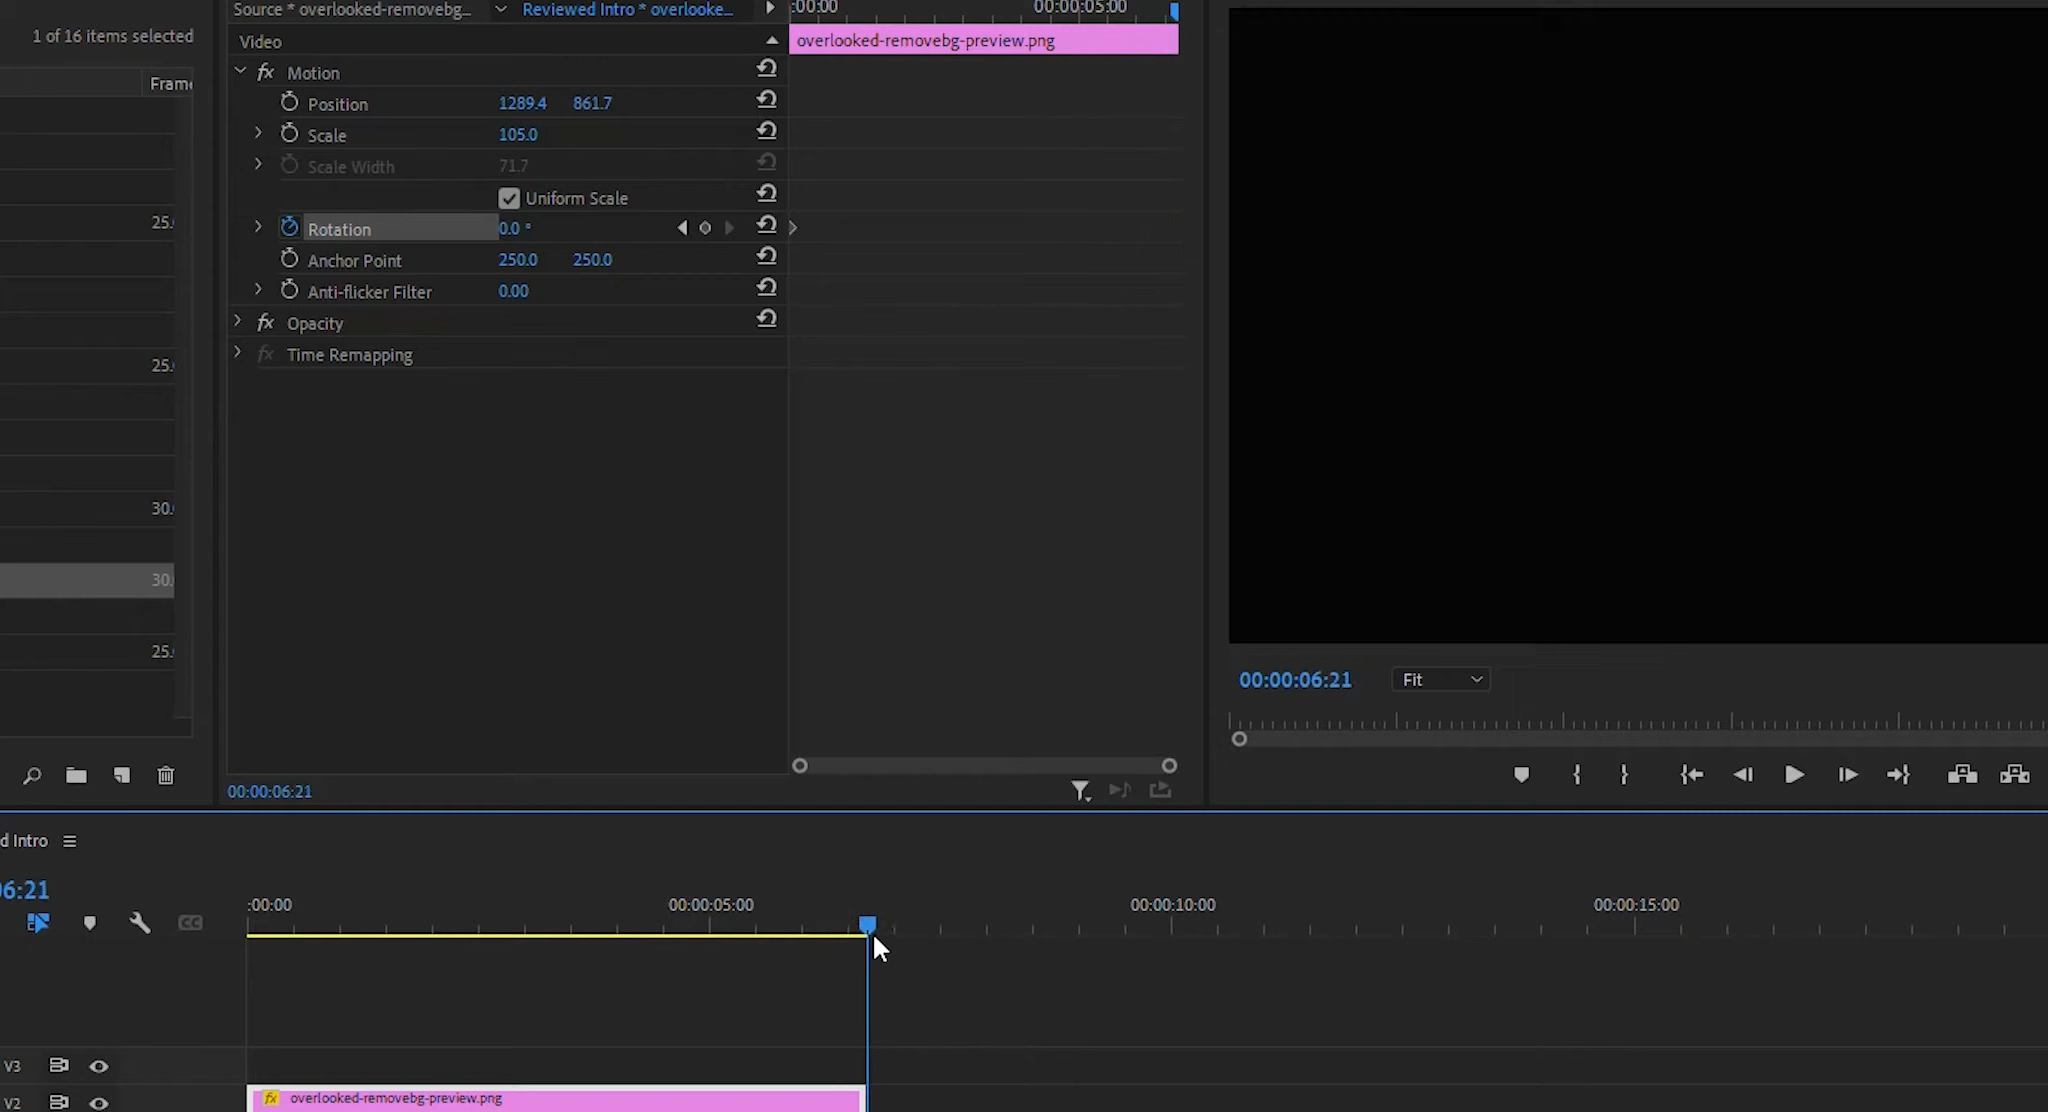 Source * overlooked-removebg... Reviewed Intro * overlooke... :00:00 00:00:05:00
1 of 16 items selected
Video overlooked-removebg-preview.png
fx Motion
Frame
Position 1289.4 861.7
Scale 105.0
Scale Width 71.7
Uniform Scale
25.
Rotation 0.0 °
Anchor Point 250.0 250.0
Anti-flicker Filter 0.00
fx Opacity
fx Time Remapping
25.
30.
30.
25.
00:00:06:21 Fit
00:00:06:21
d Intro
06:21
:00:00 00:00:05:00 00:00:10:00 00:00:15:00
CC
V3
V2 fx overlooked-removebg-preview.png